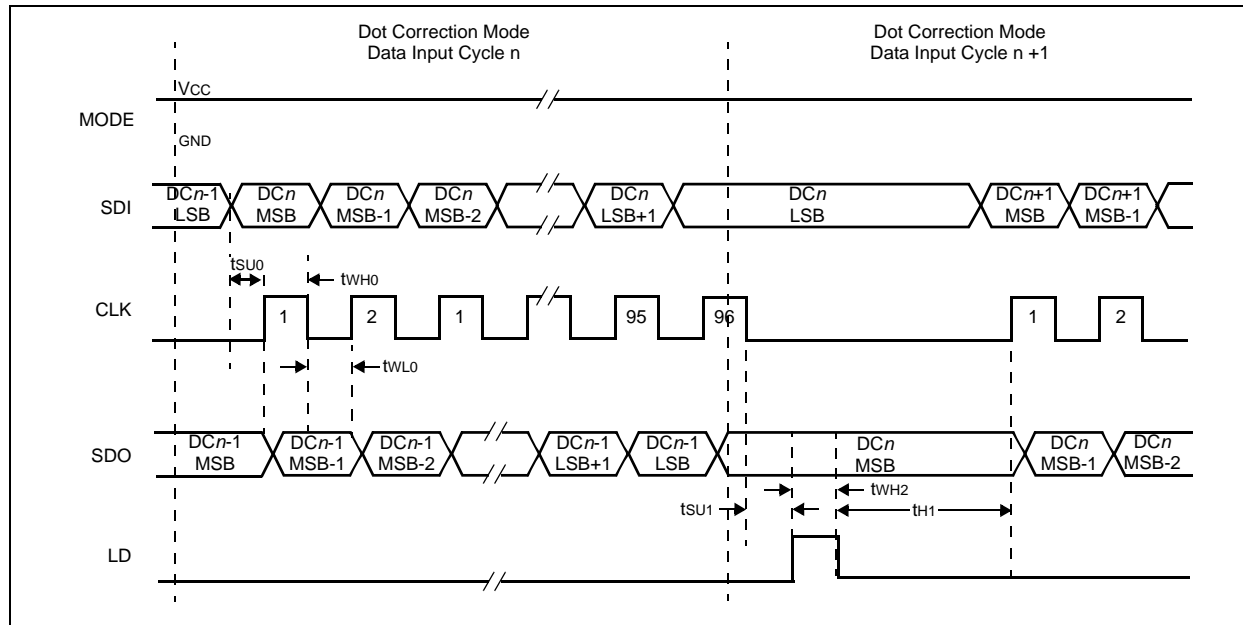 Dot Correction Mode
Data Input Cycle n
Dot Correction Mode
Data Input Cycle n +1
VCC
MODE
GND
SDI
DCn-1
LSB
DCn
MSB
DCn
MSB-1
DCn
MSB-2
DCn
LSB+1
DCn
LSB
DCn+1
MSB
DCn+1
MSB-1
tSU0
tWH0
CLK
1
2
1
95
96
1
2
tWL0
SDO
DCn-1
MSB
DCn-1
MSB-1
DCn-1
MSB-2
DCn-1
LSB+1
DCn-1
LSB
DCn
MSB
DCn
MSB-1
DCn
MSB-2
tWH2
tSU1
tH1
LD